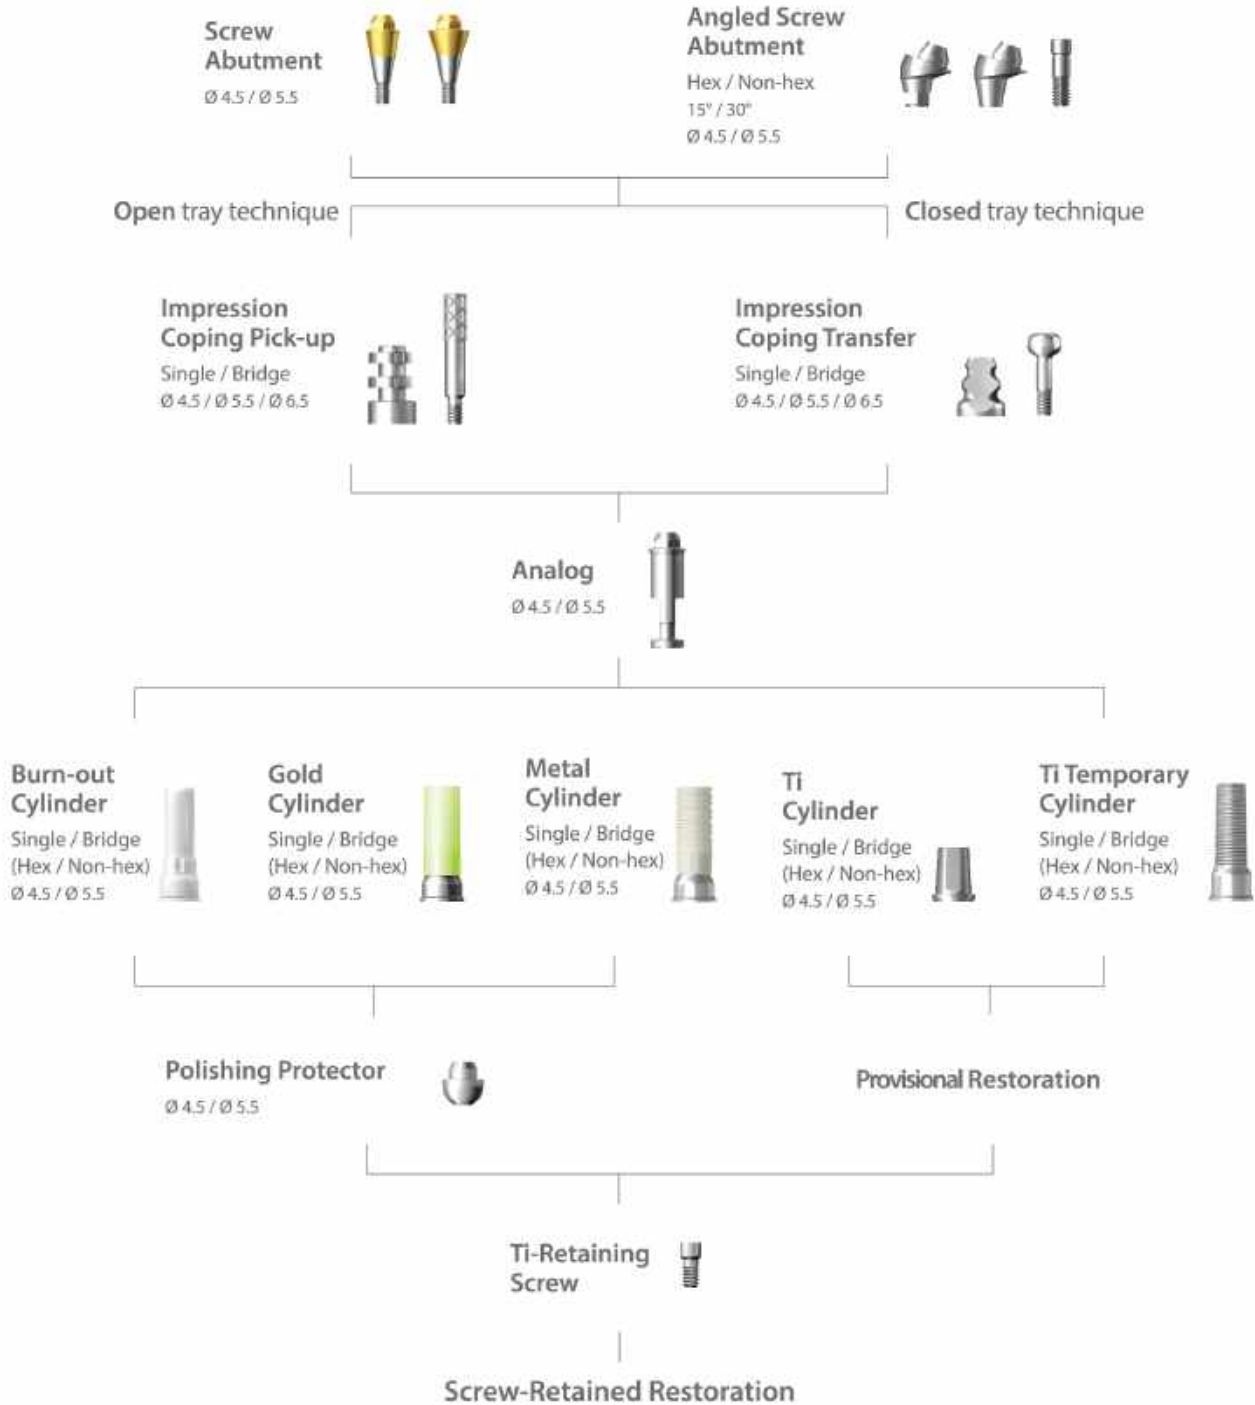 Screw
Abutment
Ø 4.5 / Ø 5.5
Angled Screw
Abutment
Hex / Non-hex
15° / 30°
Ø 4.5 / Ø 5.5
Open tray technique
Closed tray technique
Impression
Coping Pick-up
Single / Bridge
Ø 4.5 / Ø 5.5 / Ø 6.5
Impression
Coping Transfer
Single / Bridge
Ø 4.5 / Ø 5.5 / Ø 6.5
Analog
Ø 4.5 / Ø 5.5
Burn-out
Cylinder
Single / Bridge
(Hex / Non-hex)
Ø 4.5 / Ø 5.5
Gold
Cylinder
Single / Bridge
(Hex / Non-hex)
Ø 4.5 / Ø 5.5
Metal
Cylinder
Single / Bridge
(Hex / Non-hex)
Ø 4.5 / Ø 5.5
Ti
Cylinder
Single / Bridge
(Hex / Non-hex)
Ø 4.5 / Ø 5.5
Ti Temporary
Cylinder
Single / Bridge
(Hex / Non-hex)
Ø 4.5 / Ø 5.5
Polishing Protector
Ø 4.5 / Ø 5.5
Provisional Restoration
Ti-Retaining
Screw
Screw-Retained Restoration